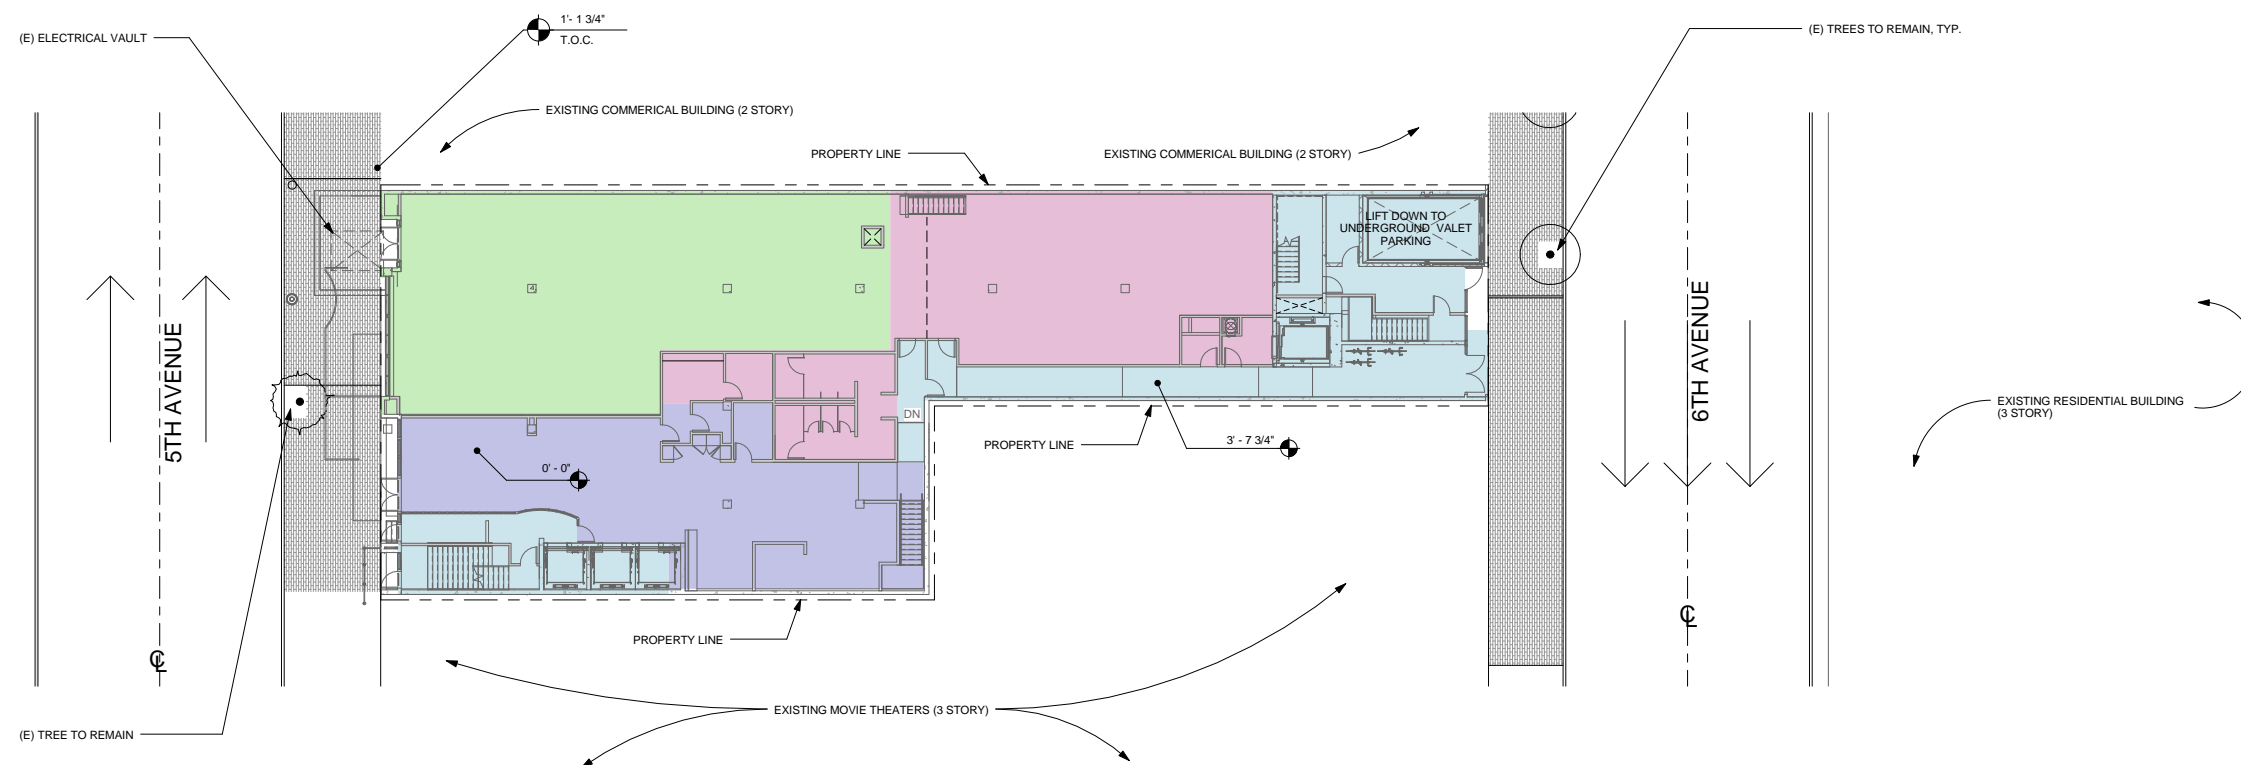 1'- 1 3/4"
T.O.C.
(E) ELECTRICAL VAULT
(E) TREES TO REMAIN, TYP.
EXISTING COMMERICAL BUILDING (2 STORY)
PROPERTY LINE
EXISTING COMMERICAL BUILDING (2 STORY)
LIFT DOWN TO
UNDERGROUND VALET
PARKING
5TH AVENUE
6TH AVENUE
EXISTING RESIDENTIAL BUILDING
(3 STORY)
DN
PROPERTY LINE
3' - 7 3/4"
0' - 0"
PROPERTY LINE
℄
℄
EXISTING MOVIE THEATERS (3 STORY)
(E) TREE TO REMAIN